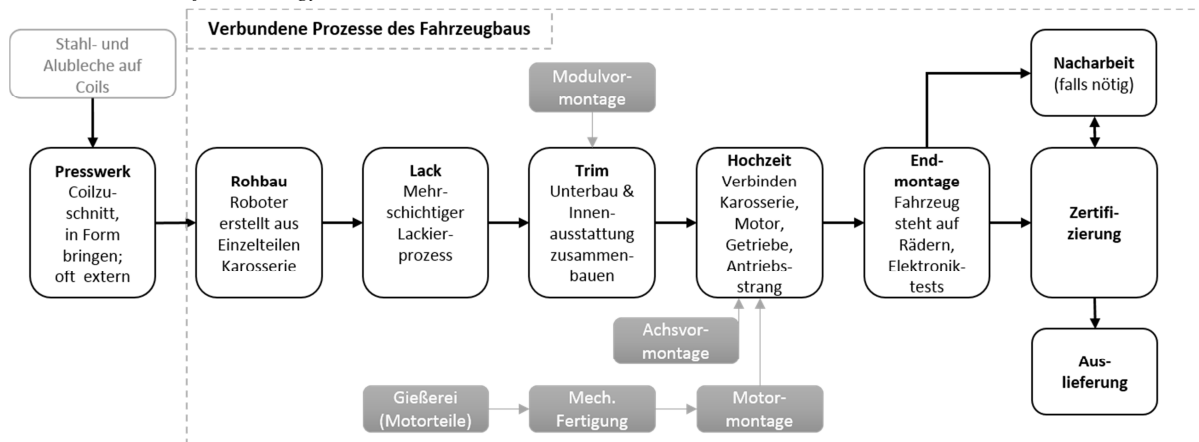 Verbundene Prozesse des Fahrzeugbaus
Stahl- und
Alubleche auf
Coils
Presswerk
Coilzu-
schnitt,
in Form
bringen;
oft extern
Rohbau
Roboter
erstellt aus
Einzelteilen
Karosserie
Lack
Mehr-
schichtiger
Lackier-
prozess
Modulvor-
montage
Trim
Unterbau &
Innen-
ausstattung
zusammen-
bauen
Hochzeit
Verbinden
Karosserie,
Motor,
Getriebe,
Antriebs-
strang
End-
montage
Fahrzeug
steht auf
Rädern,
Elektronik-
tests
Nacharbeit
(falls nötig)
Zertifi-
zierung
Aus-
lieferung
Achsvor-
montage
Gießerei
(Motorteile)
Mech.
Fertigung
Motor-
montage